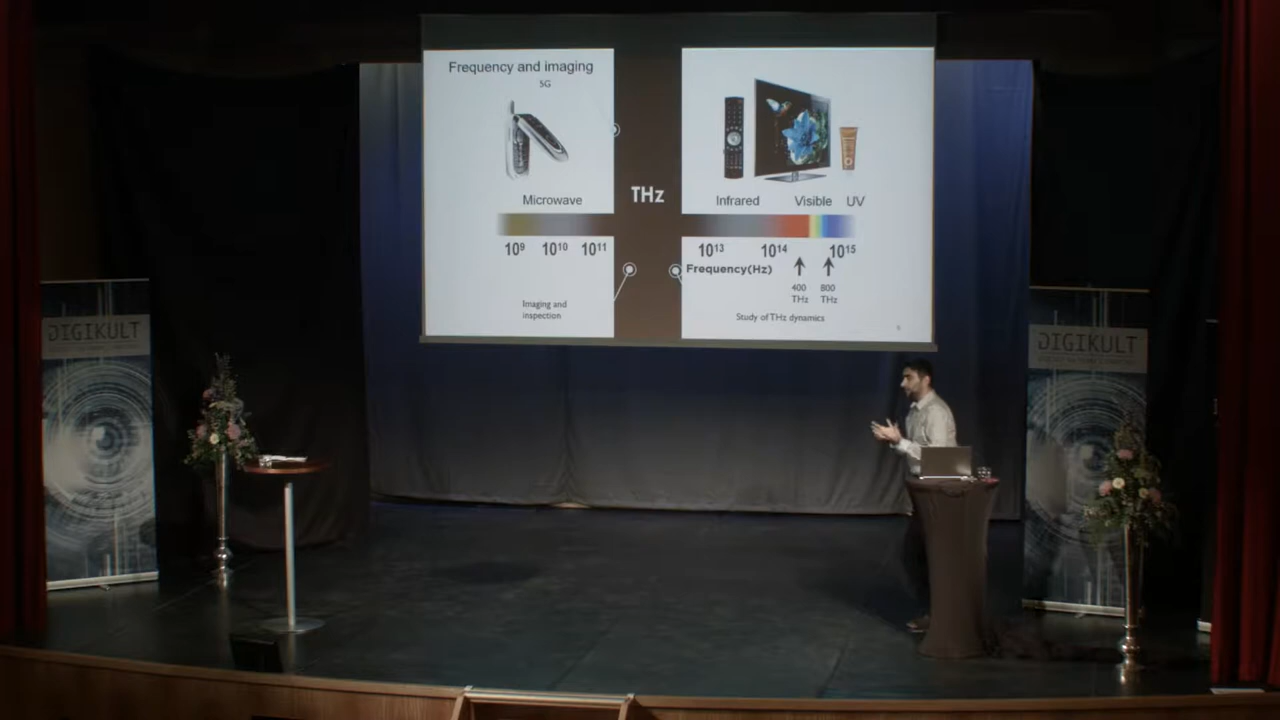 Frequency and imaging
5G
Microwave
10⁹ 10¹⁰ 10¹¹
Imaging and
inspection
THz
Infrared Visible UV
10¹³ 10¹⁴ 10¹⁵
Frequency(Hz)
400 800
THz THz
Study of THz dynamics
DIGIKULT
DIGIKULT